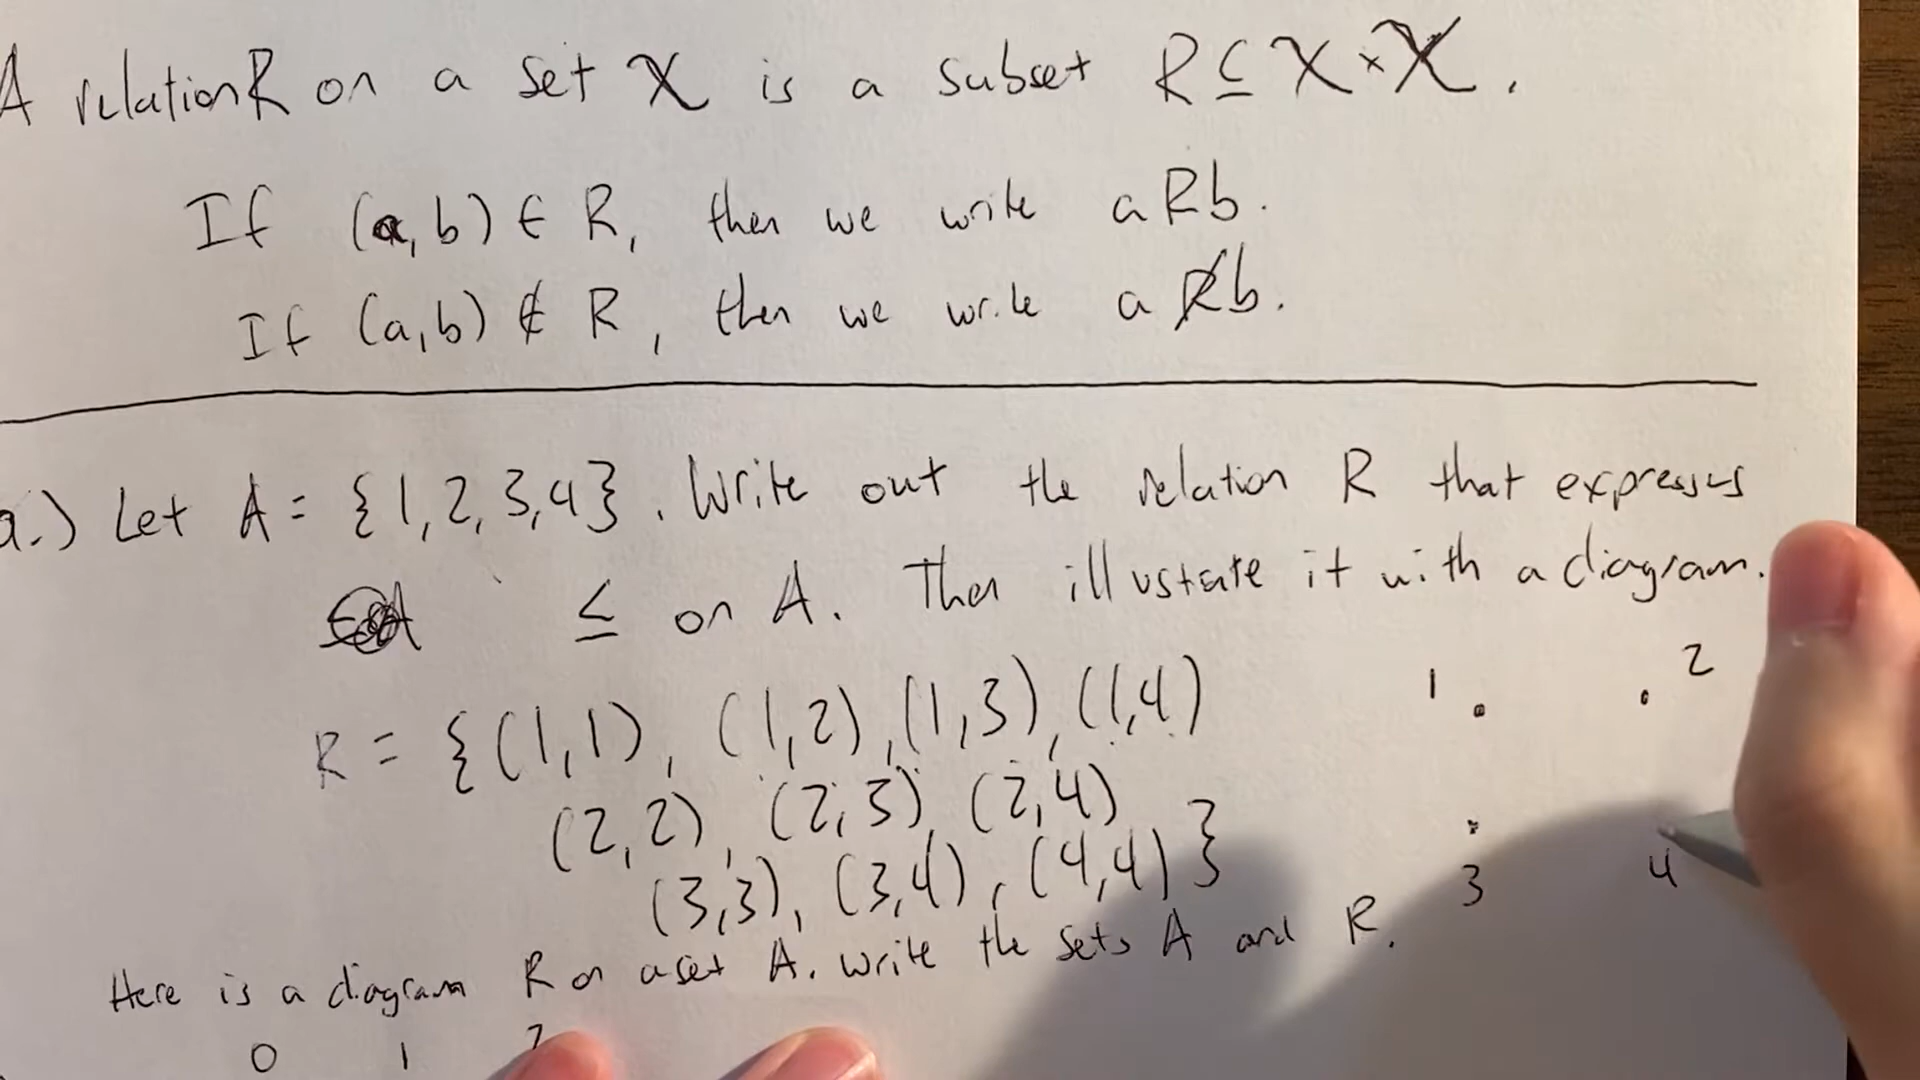 A relation R on a set X is a subset R ⊆ X × X.
If (a, b) ∈ R, then we write a R b.
If (a, b) ∉ R, then we write a R̸ b.
a.) Let A = {1, 2, 3, 4}. Write out the relation R that expresses
≤ on A. Then illustrate it with a diagram.
R = {(1,1), (1,2), (1,3), (1,4)
(2,2), (2,3), (2,4)
(3,3), (3,4), (4,4)}
1 2
3 4
Here is a diagram R on a set A. Write the sets A and R.
0 1 2